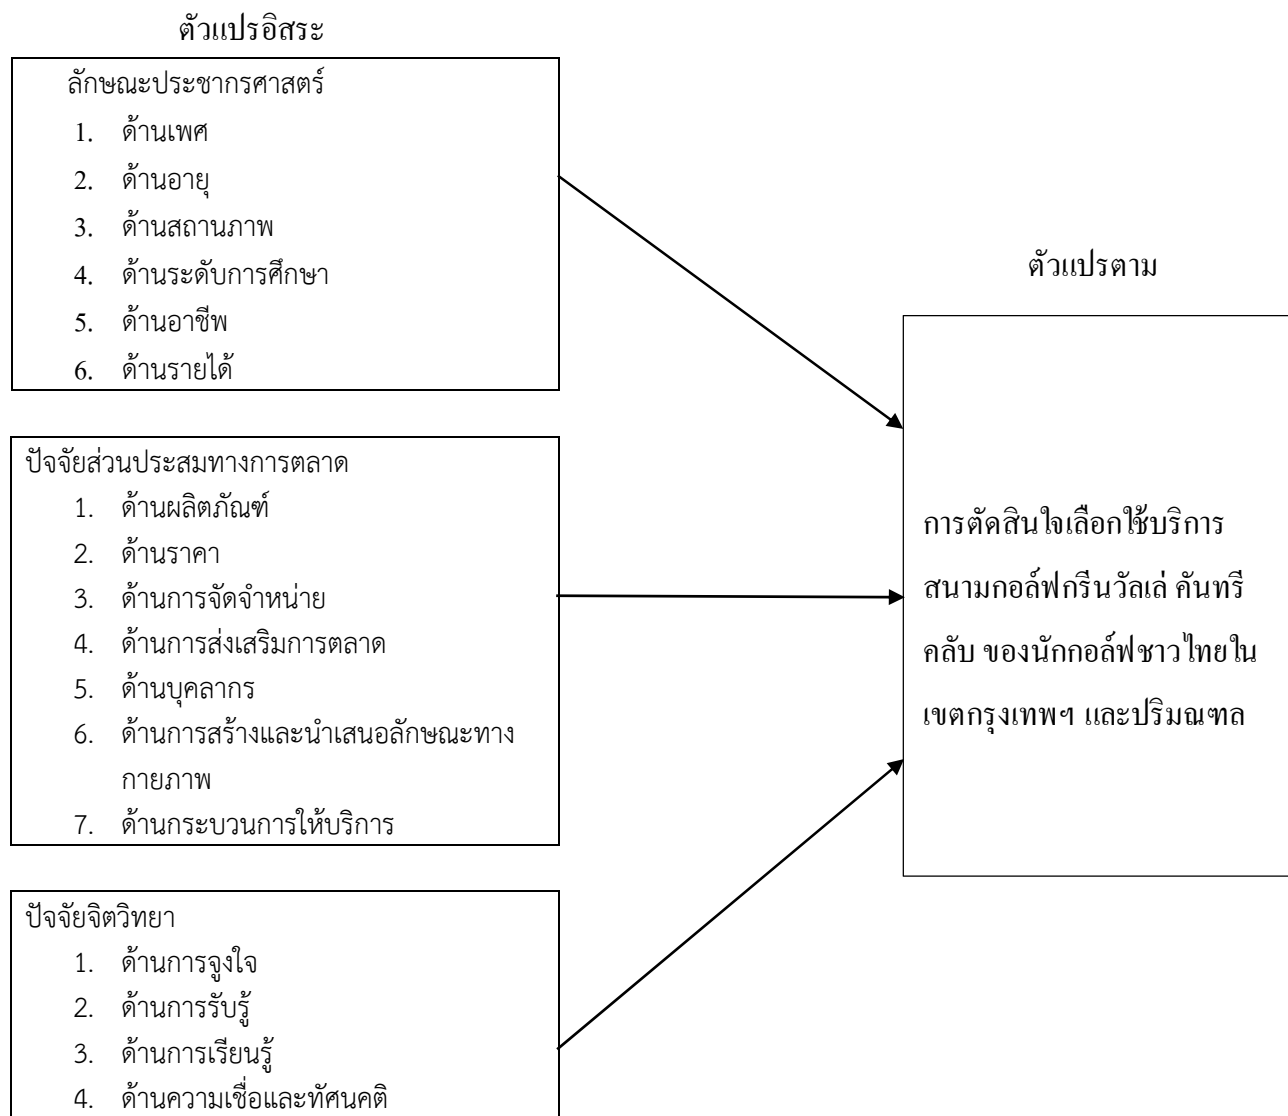 ตัวแปรอิสระ
ลักษณะประชากรศาสตร์
1. ด้านเพศ
2. ด้านอายุ
3. ด้านสถานภาพ
4. ด้านระดับการศึกษา
5. ด้านอาชีพ
6. ด้านรายได้
ปัจจัยส่วนประสมทางการตลาด
1. ด้านผลิตภัณฑ์
2. ด้านราคา
3. ด้านการจัดจำหน่าย
4. ด้านการส่งเสริมการตลาด
5. ด้านบุคลากร
6. ด้านการสร้างและนำเสนอลักษณะทาง
กายภาพ
7. ด้านกระบวนการให้บริการ
ปัจจัยจิตวิทยา
1. ด้านการจูงใจ
2. ด้านการรับรู้
3. ด้านการเรียนรู้
4. ด้านความเชื่อและทัศนคติ
ตัวแปรตาม
การตัดสินใจเลือกใช้บริการ
สนามกอล์ฟกรีนวัลเล่ คันทรี
คลับ ของนักกอล์ฟชาวไทยใน
เขตกรุงเทพฯ และปริมณฑล